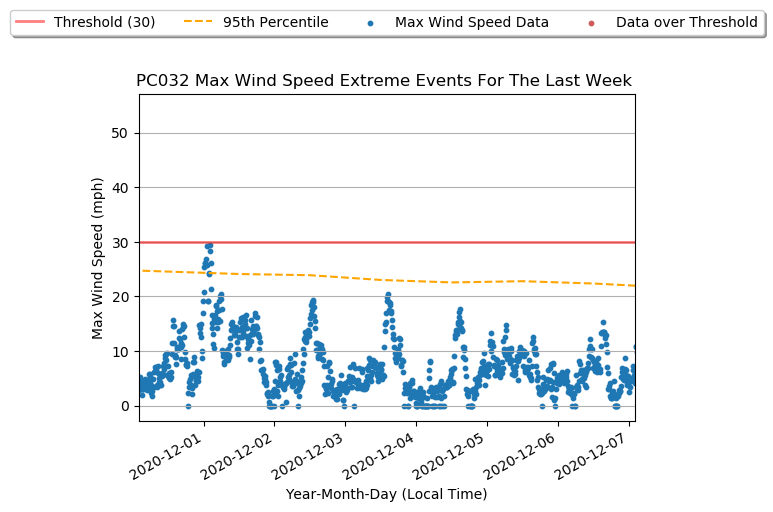 Threshold (30) 95th Percentile Max Wind Speed Data Data over Threshold
PC032 Max Wind Speed Extreme Events For The Last Week
50
40
30
20
10
0
Max Wind Speed (mph)
2020-12-01 2020-12-02 2020-12-03 2020-12-04 2020-12-05 2020-12-06 2020-12-07
Year-Month-Day (Local Time)